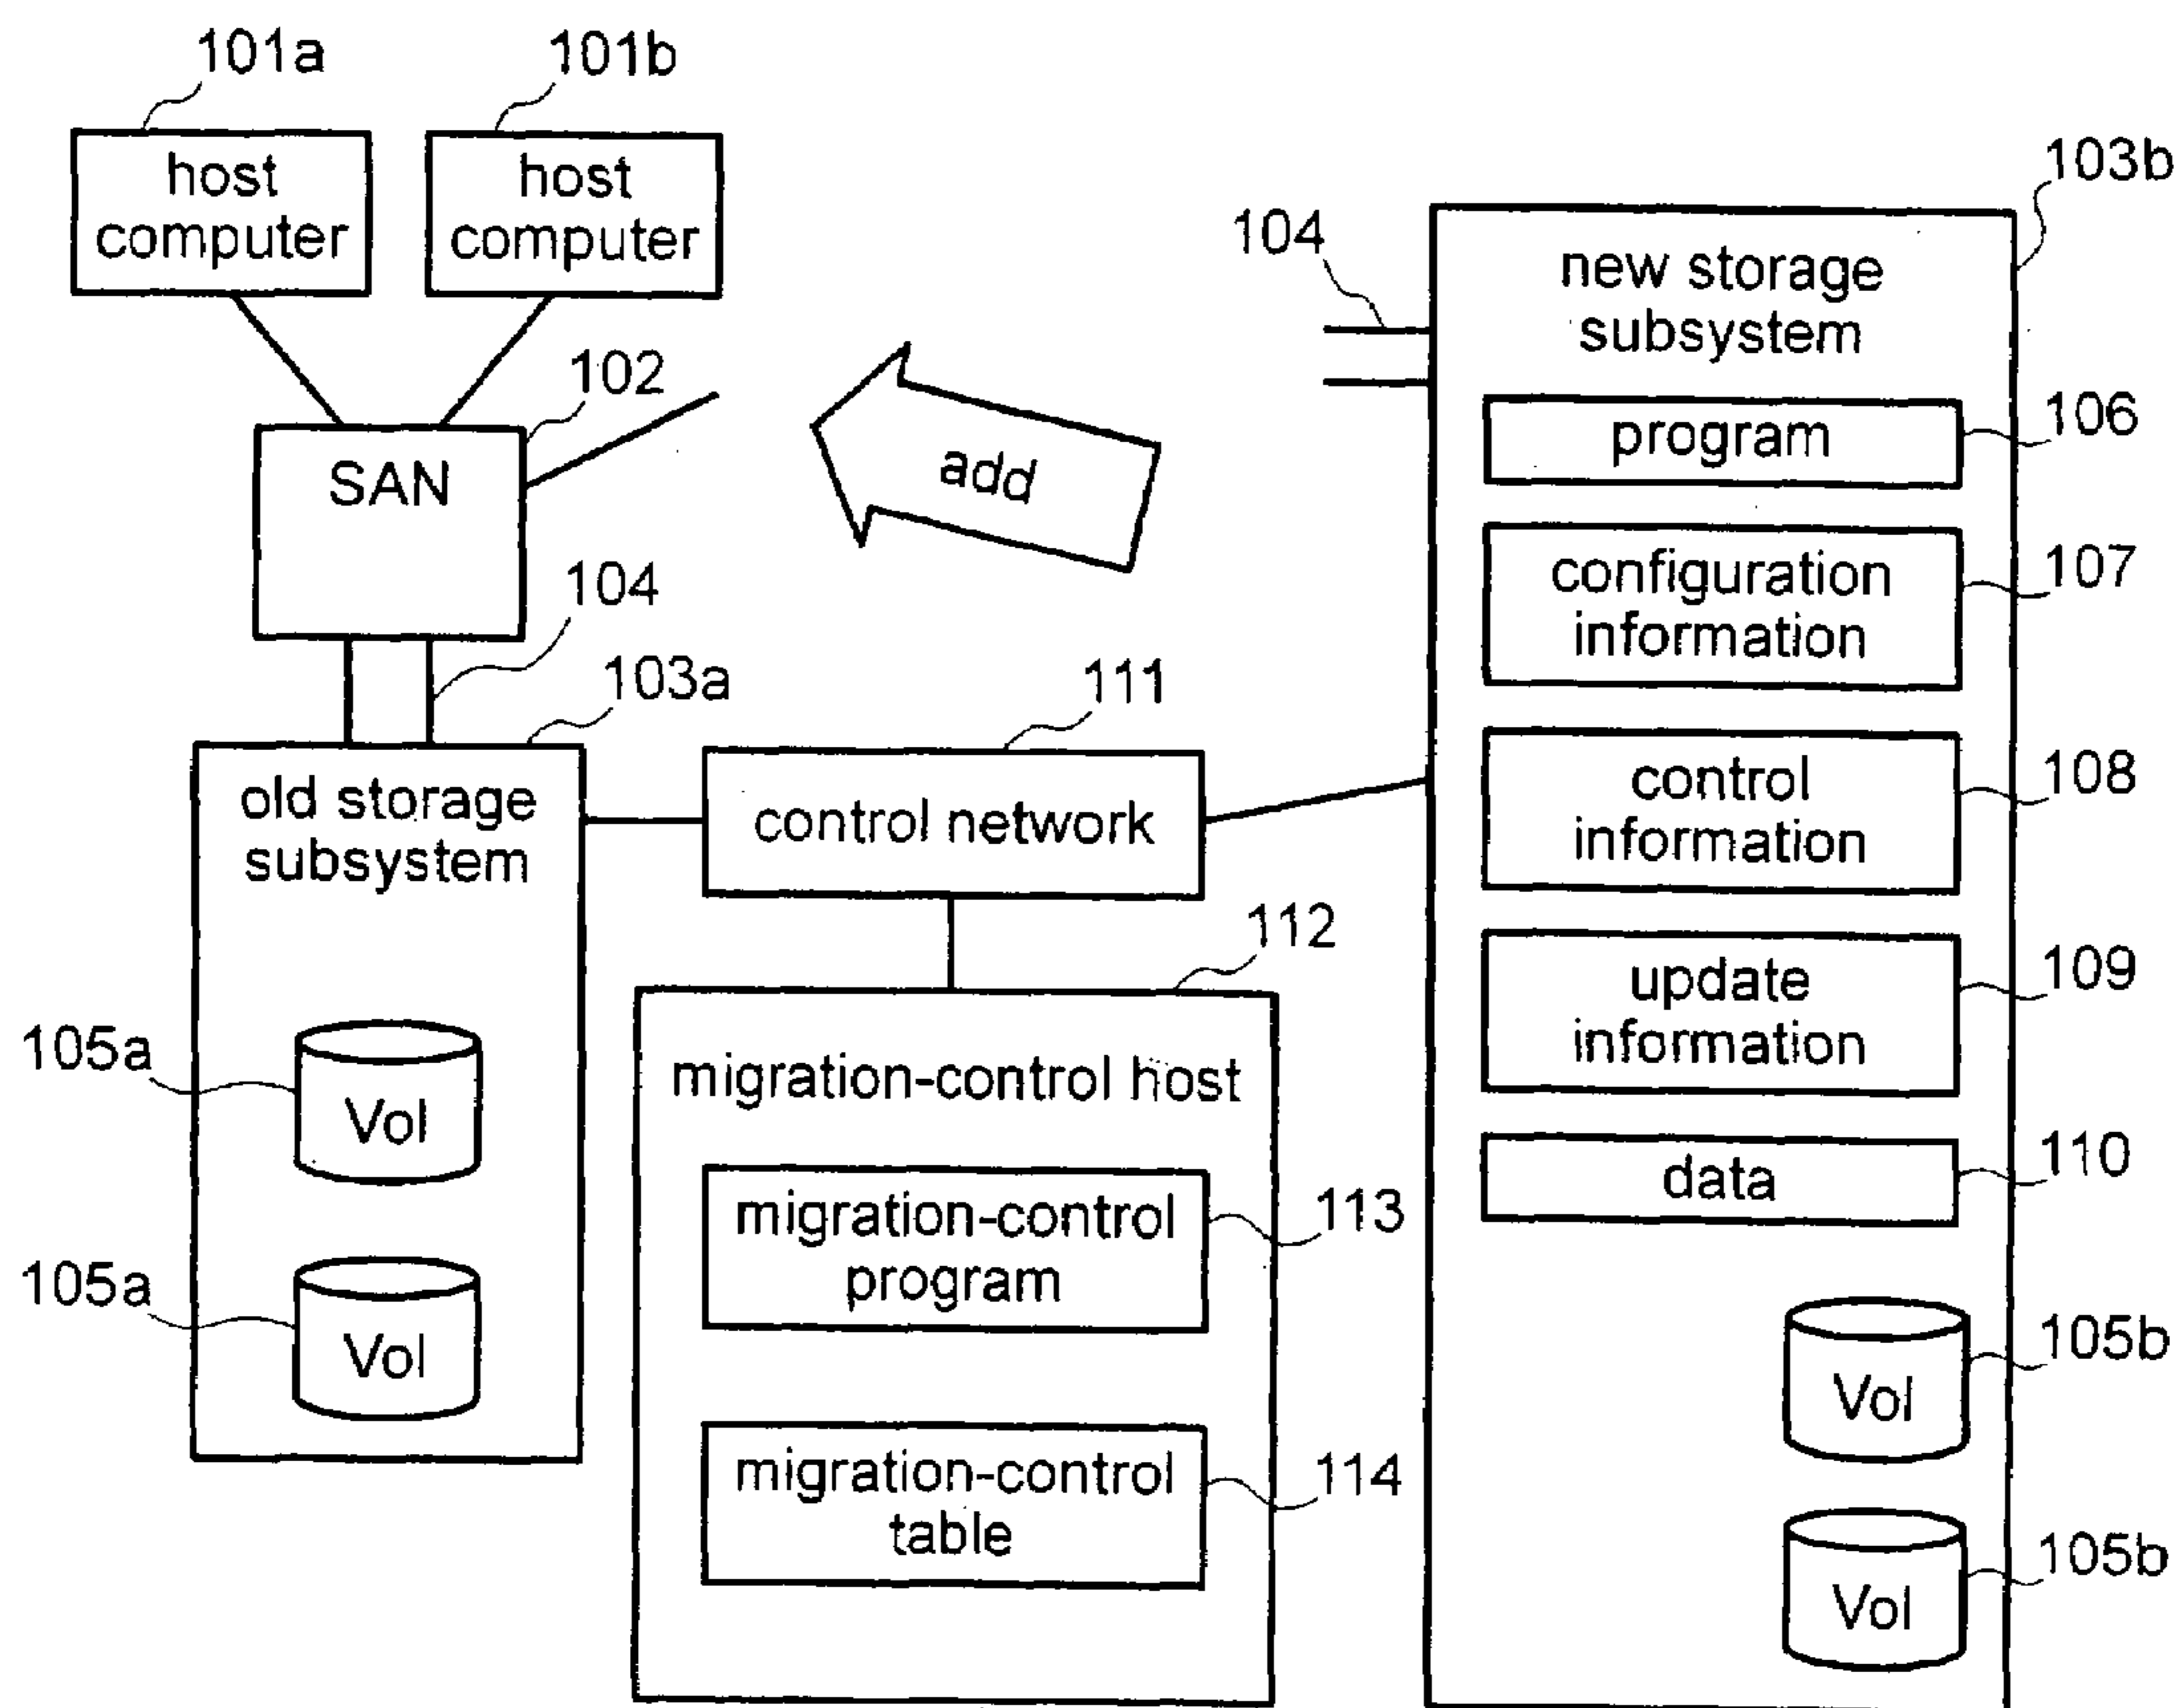 101a
101b
host
computer
host
computer
103b
104
new storage
subsystem
102
SAN
add
program
106
configuration
information
107
104
103a
111
old storage
subsystem
control network
control
information
108
112
update
information
109
105a
Vol
migration-control host
data
110
migration-control
program
113
105a
Vol
105b
Vol
migration-control
table
114
105b
Vol